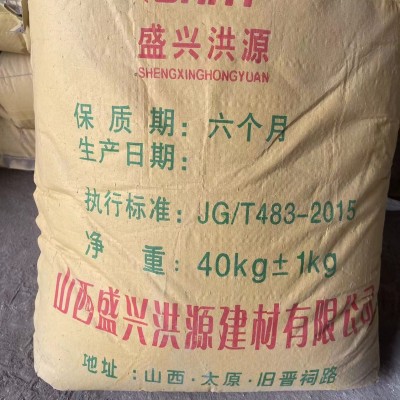 盛兴洪源
SHENGXINGHONGYUAN
保质期：六个月
生产日期：
执行标准：JG/T483-2015
净 重：40kg±1kg
山西盛兴洪源建材有限公司
地址：山西·太原·旧晋祠路